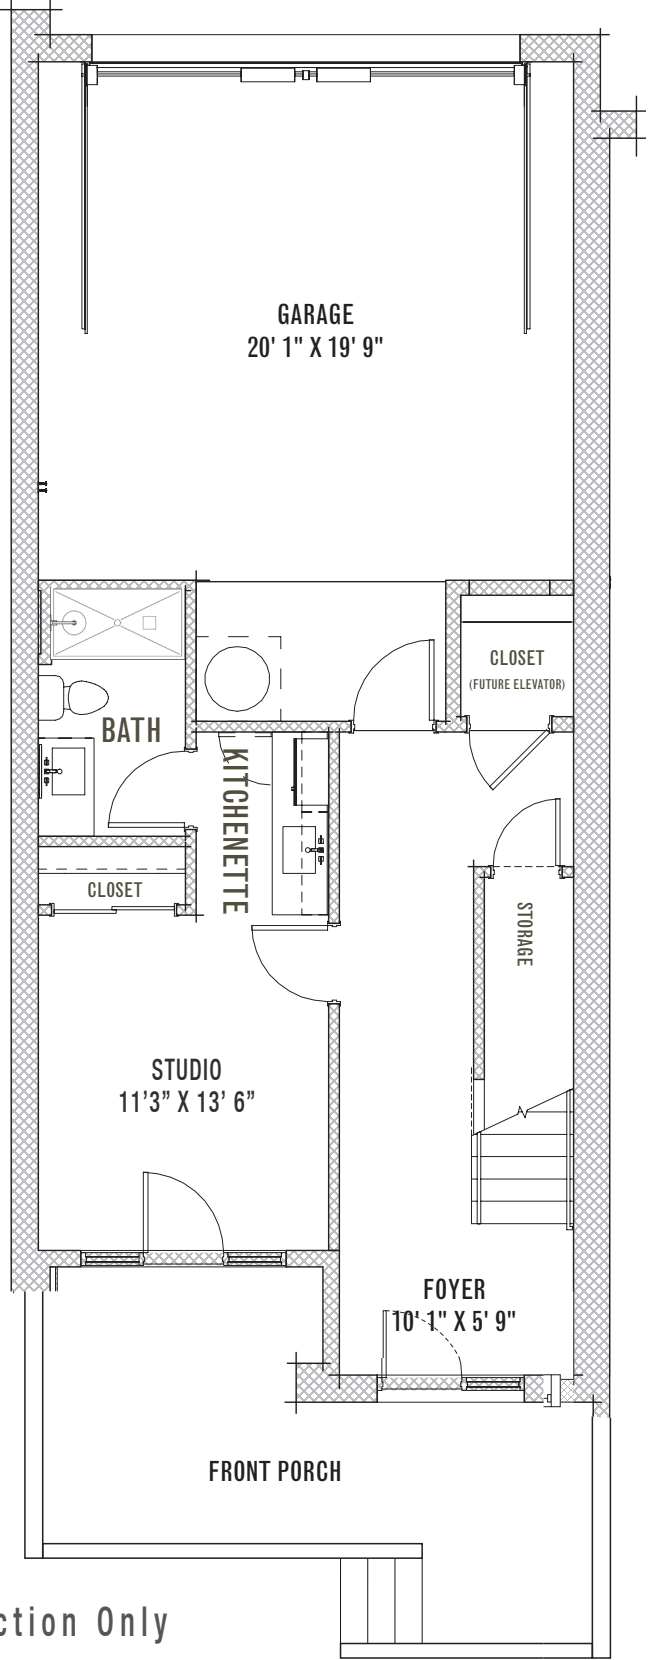 GARAGE
20' 1" X 19' 9"
CLOSET
(FUTURE ELEVATOR)
BATH
KITCHENETTE
CLOSET
STORAGE
STUDIO
11’3” X 13’ 6”
FOYER
10' 1" X 5' 9"
FRONT PORCH
Only